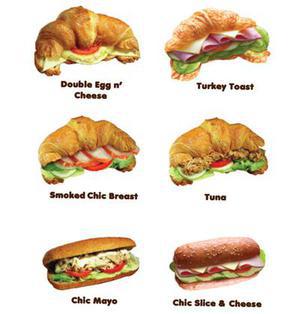 Double Egg n'
Cheese
Turkey Toast
Smoked Chic Breast
Tuna
Chic Mayo
Chic Slice & Cheese